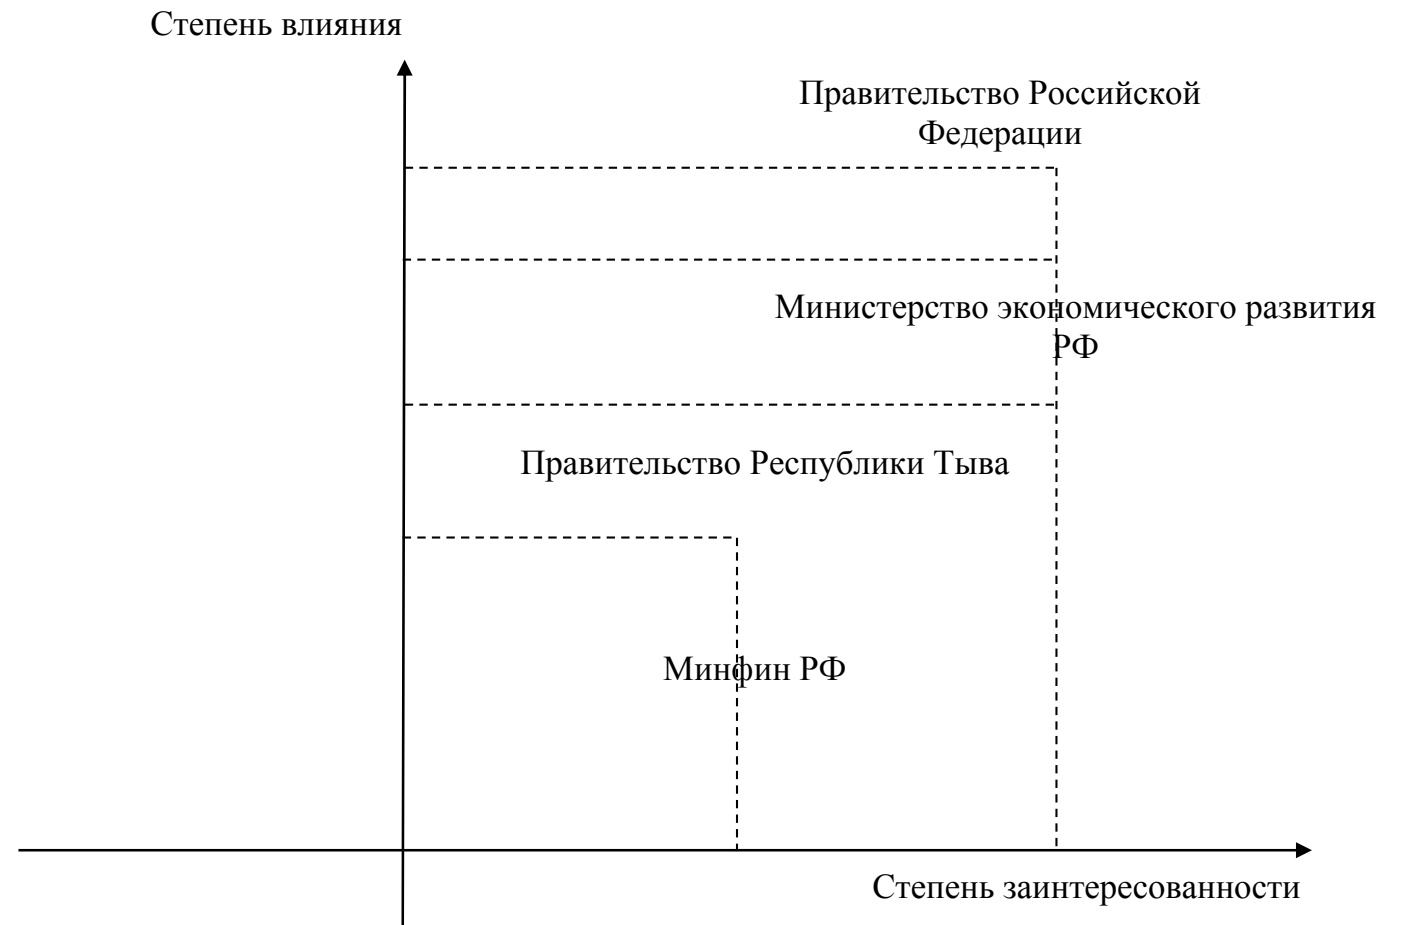 Степень влияния
Правительство Российской
Федерации
Министерство экономического развития
РФ
Правительство Республики Тыва
Минфин РФ
Степень заинтересованности